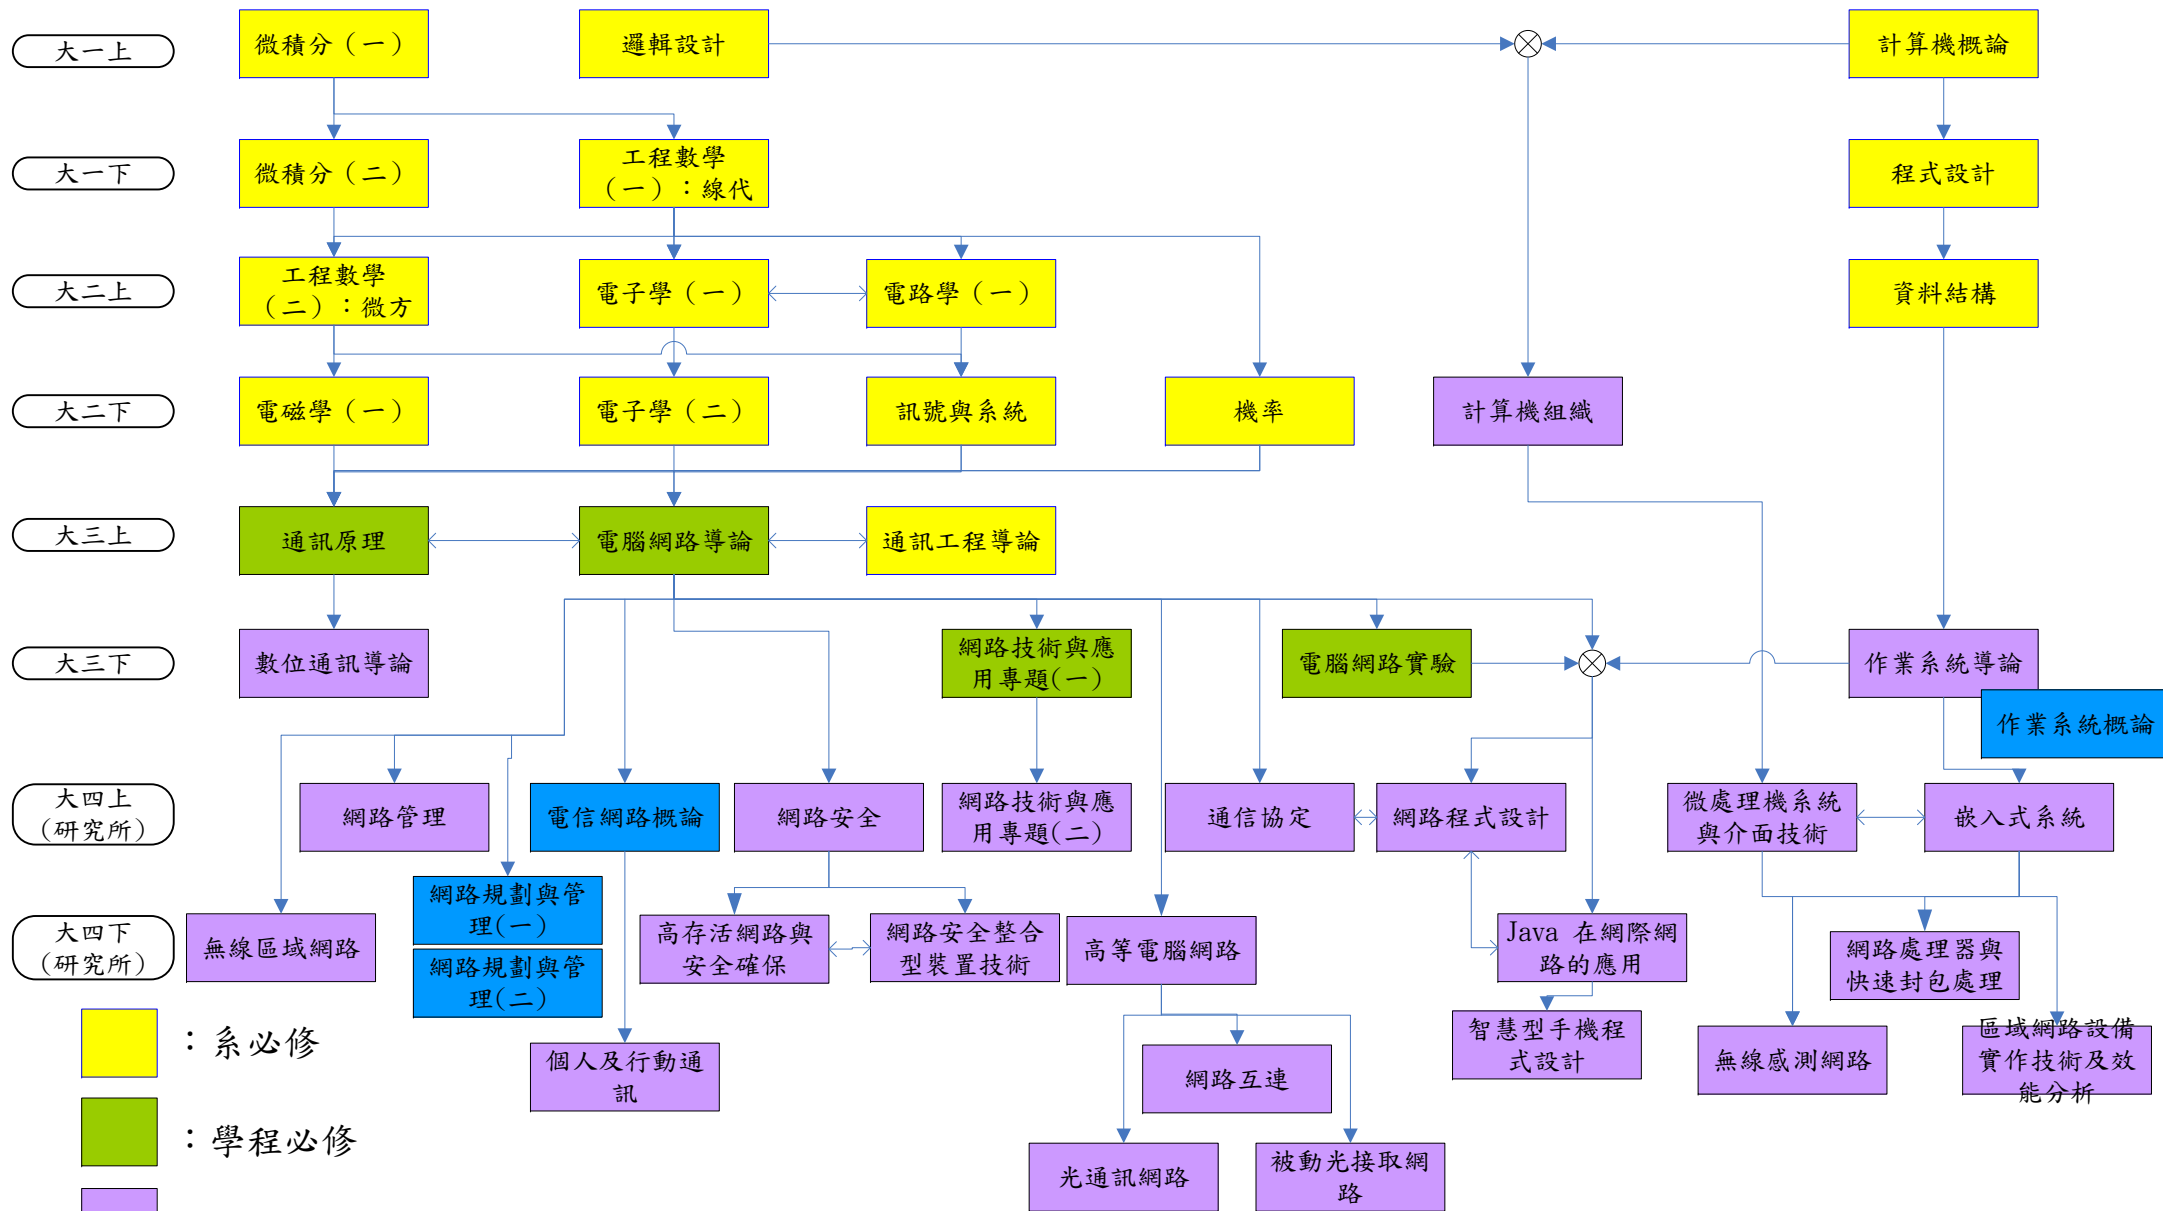 大一上
微積分（一）
邏輯設計
計算機概論
大一下
微積分（二）
工程數學
（一）：線代
程式設計
大二上
工程數學
（二）：微方
電子學（一）
電路學（一）
資料結構
大二下
電磁學（一）
電子學（二）
訊號與系統
機率
計算機組織
大三上
通訊原理
電腦網路導論
通訊工程導論
大三下
數位通訊導論
網路技術與應
用專題(一)
電腦網路實驗
作業系統導論
作業系統概論
大四上
（研究所）
網路管理
電信網路概論
網路安全
網路技術與應
用專題(二)
通信協定
網路程式設計
微處理機系統
與介面技術
嵌入式系統
大四下
（研究所）
無線區域網路
網路規劃與管
理(一)
網路規劃與管
理(二)
高存活網路與
安全確保
網路安全整合
型裝置技術
高等電腦網路
Java 在網際網
路的應用
網路處理器與
快速封包處理
：系必修
個人及行動通
訊
網路互連
智慧型手機程
式設計
無線感測網路
區域網路設備
實作技術及效
能分析
：學程必修
光通訊網路
被動光接取網
路